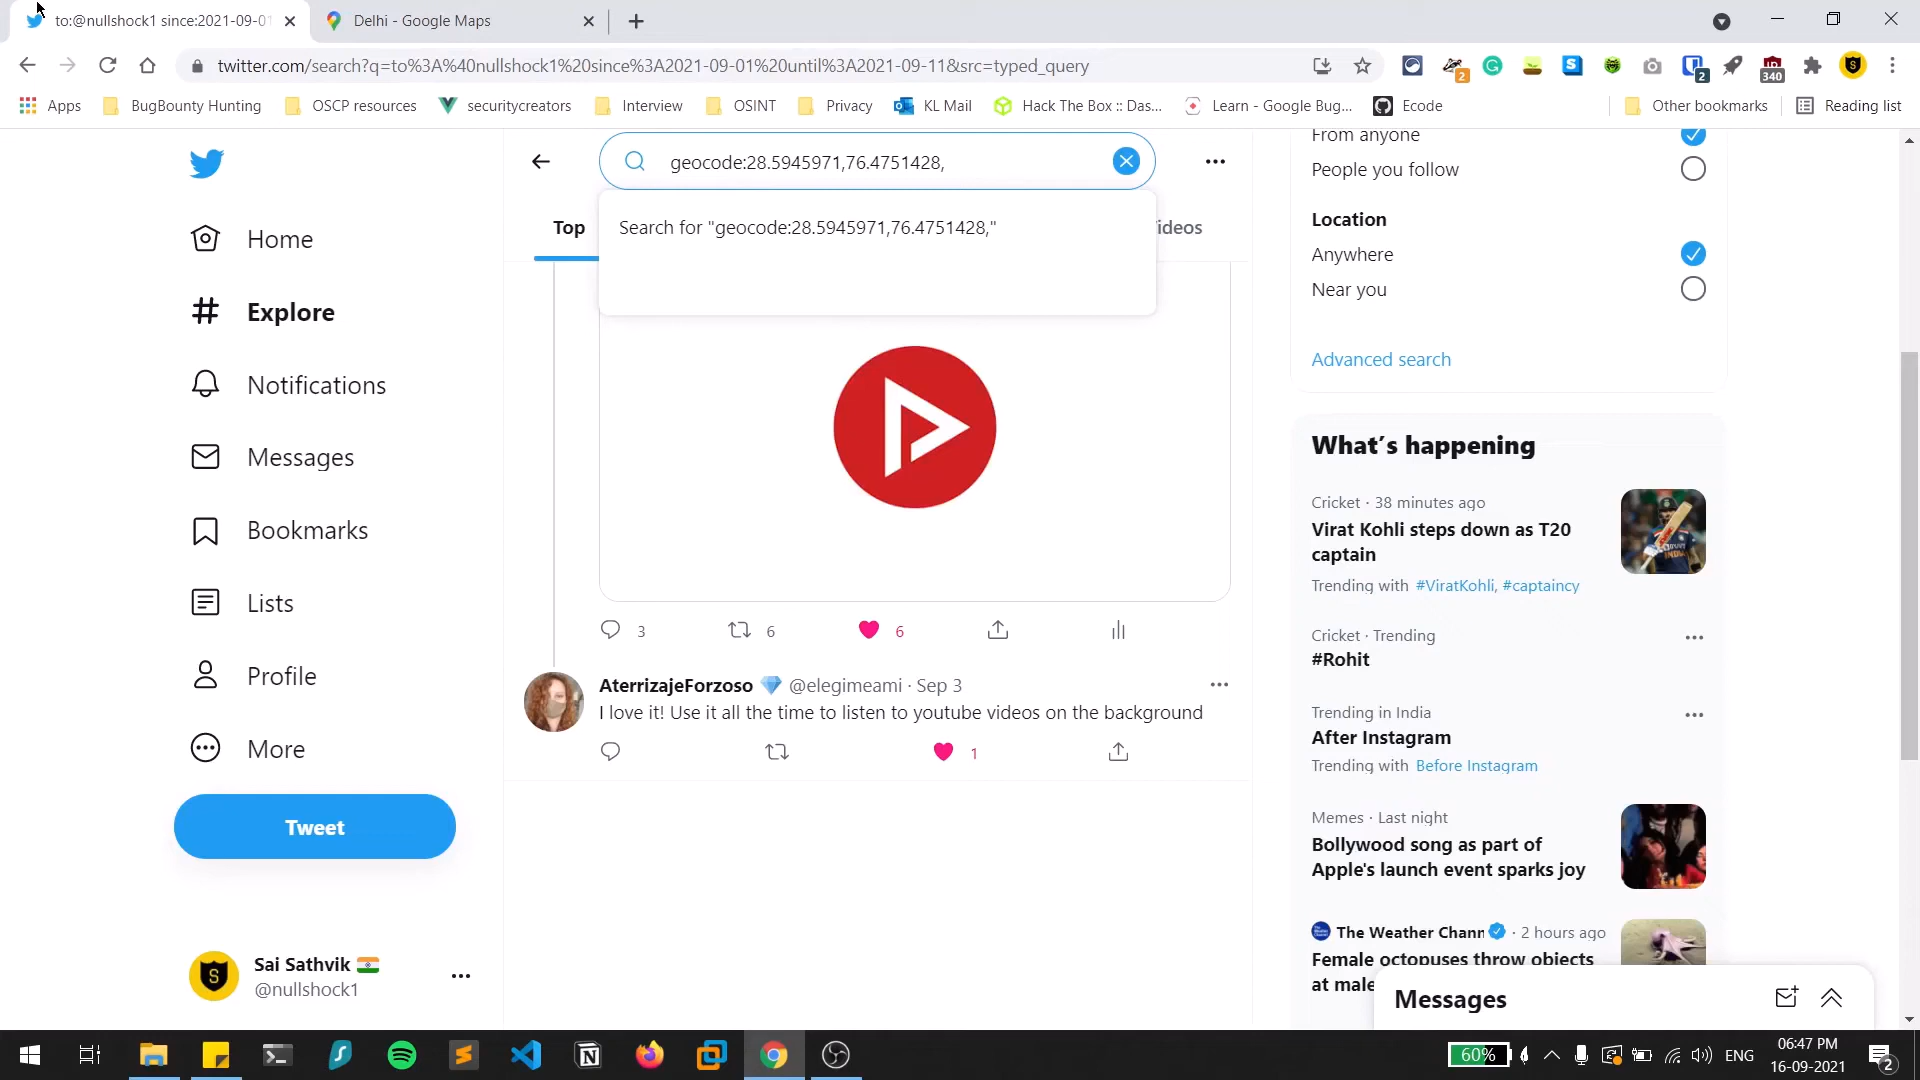 to:@nullshock1 since:2021-09-01
Delhi - Google Maps
twitter.com/search?q=to%3A%40nullshock1%20since%3A2021-09-01%20until%3A2021-09-11&src=typed_query
2
2
340
Apps
BugBounty Hunting
OSCP resources
securitycreators
Interview
OSINT
Privacy
KL Mail
Hack The Box :: Das...
Learn - Google Bug...
Ecode
Other bookmarks
Reading list
Home
Explore
Notifications
Messages
Bookmarks
Lists
Profile
More
Tweet
Sai Sathvik
@nullshock1
geocode:28.5945971,76.4751428,
Search for "geocode:28.5945971,76.4751428,"
Top
ideos
3
6
6
AterrizajeForzoso @elegimeami · Sep 3
I love it! Use it all the time to listen to youtube videos on the background
1
From anyone
People you follow
Location
Anywhere
Near you
Advanced search
What's happening
Cricket · 38 minutes ago
Virat Kohli steps down as T20
captain
Trending with #ViratKohli, #captaincy
Cricket · Trending
#Rohit
Trending in India
After Instagram
Trending with Before Instagram
Memes · Last night
Bollywood song as part of
Apple's launch event sparks joy
The Weather Chann · 2 hours ago
Female octopuses throw objects
at male
Messages
60%
ENG
06:47 PM
16-09-2021
2